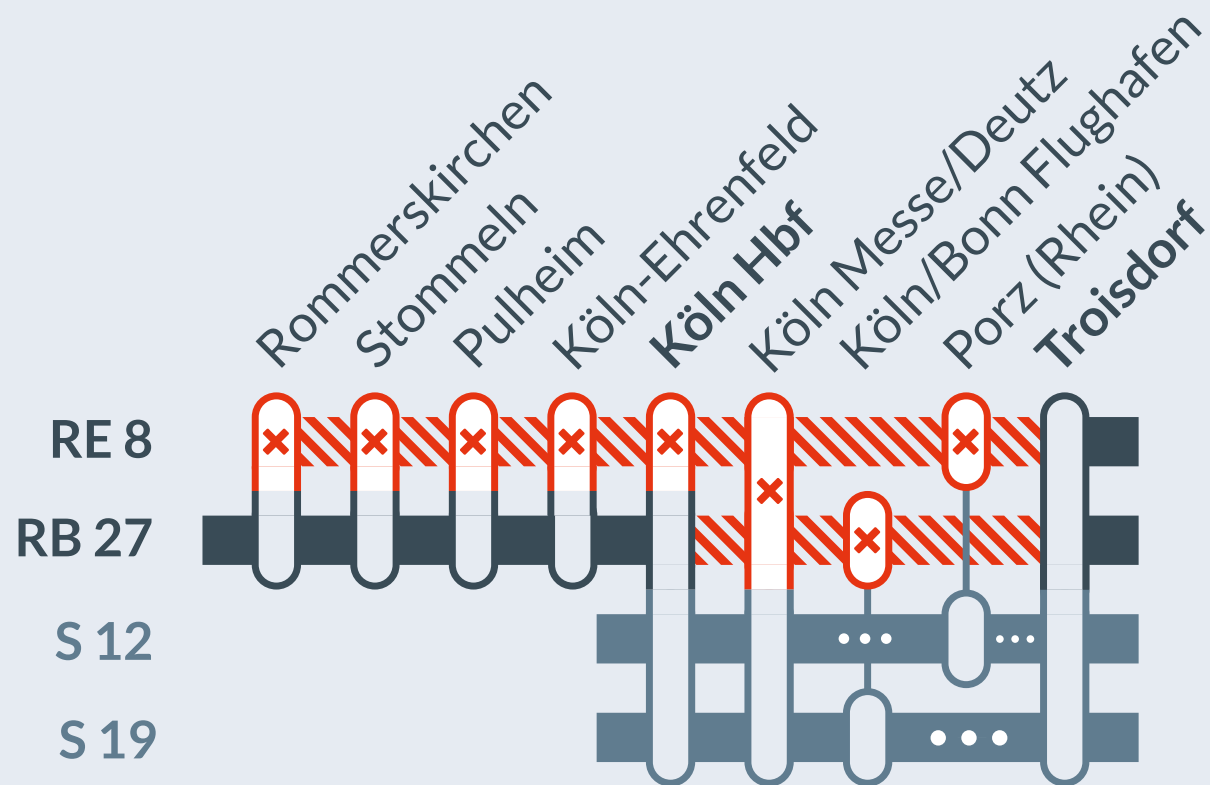 Rommerskirchen
Stommeln
Pulheim
Köln-Ehrenfeld
Köln Hbf
Köln Messe/Deutz
Köln/Bonn Flughafen
Porz (Rhein)
Troisdorf
RE 8
RB 27
S 12
S 19